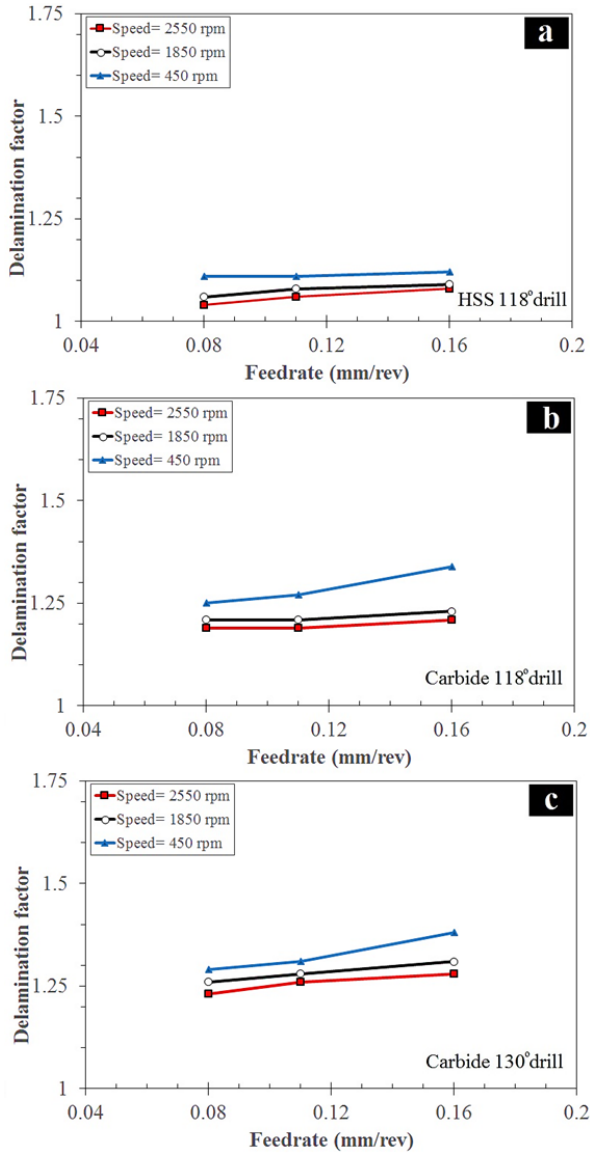 1.75
a
Speed= 2550 rpm
Speed= 1850 rpm
Speed= 450 rpm
1.5
Delamination factor
1.25
1
HSS 118° drill
0.04 0.08 0.12 0.16 0.2
Feedrate (mm/rev)
1.75
b
Speed= 2550 rpm
Speed= 1850 rpm
Speed= 450 rpm
1.5
Delamination factor
1.25
1
Carbide 118° drill
0.04 0.08 0.12 0.16 0.2
Feedrate (mm/rev)
1.75
c
Speed= 2550 rpm
Speed= 1850 rpm
Speed= 450 rpm
1.5
Delamination factor
1.25
1
Carbide 130° drill
0.04 0.08 0.12 0.16 0.2
Feedrate (mm/rev)